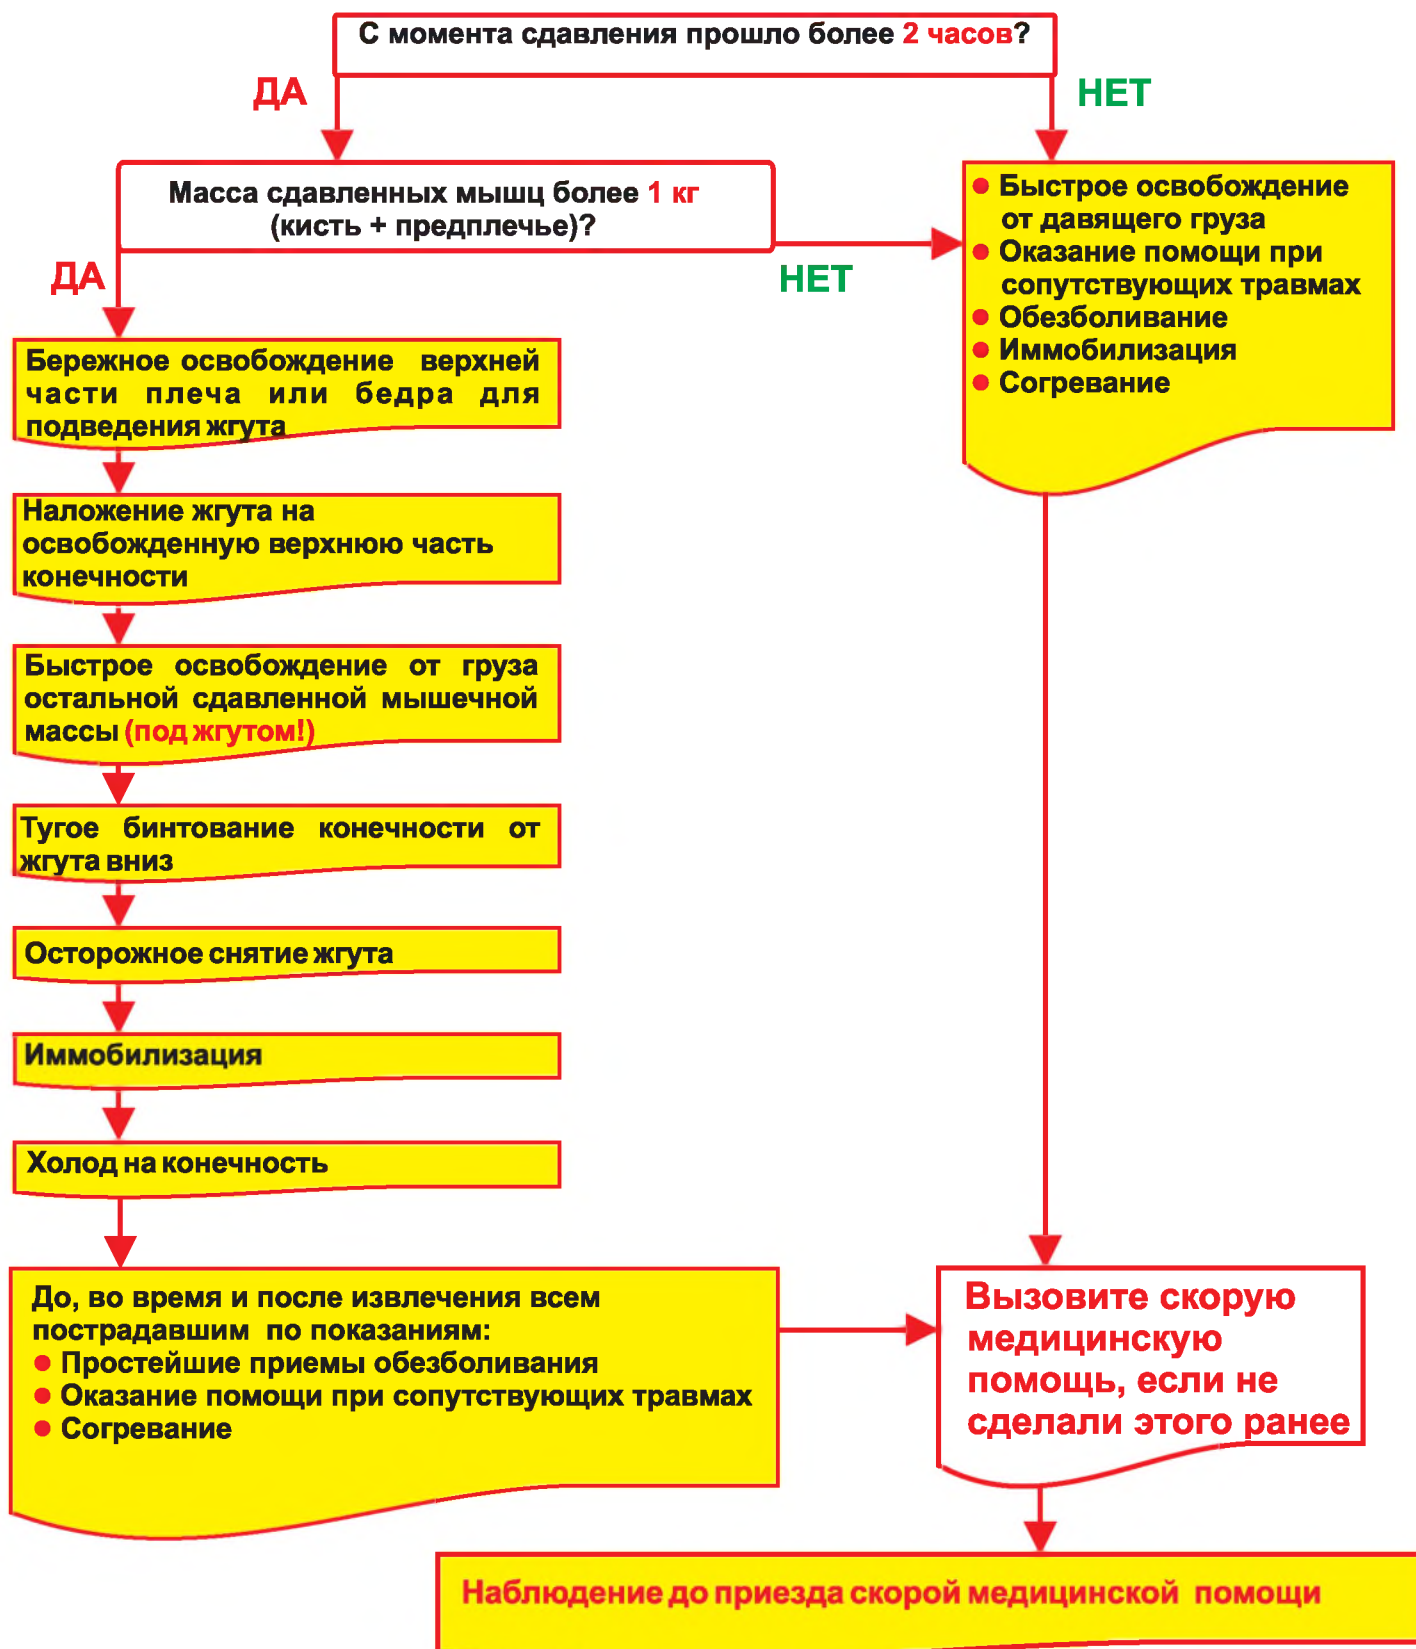 С момента сдавления прошло более 2 часов?
ДА
НЕТ
Масса сдавленных мышц более 1 кг
(кисть + предплечье)?
ДА
НЕТ
Быстрое освобождение
от давящего груза
Оказание помощи при
сопутствующих травмах
Обезболивание
Иммобилизация
Согревание
Бережное освобождение верхней
части плеча или бедра для
подведения жгута
Наложение жгута на
освобожденную верхнюю часть
конечности
Быстрое освобождение от груза
остальной сдавленной мышечной
массы (под жгутом!)
Тугое бинтование конечности от
жгута вниз
Осторожное снятие жгута
Иммобилизация
Холод на конечность
До, во время и после извлечения всем
пострадавшим по показаниям:
Простейшие приемы обезболивания
Оказание помощи при сопутствующих травмах
Согревание
Вызовите скорую
медицинскую
помощь, если не
сделали этого ранее
Наблюдение до приезда скорой медицинской помощи